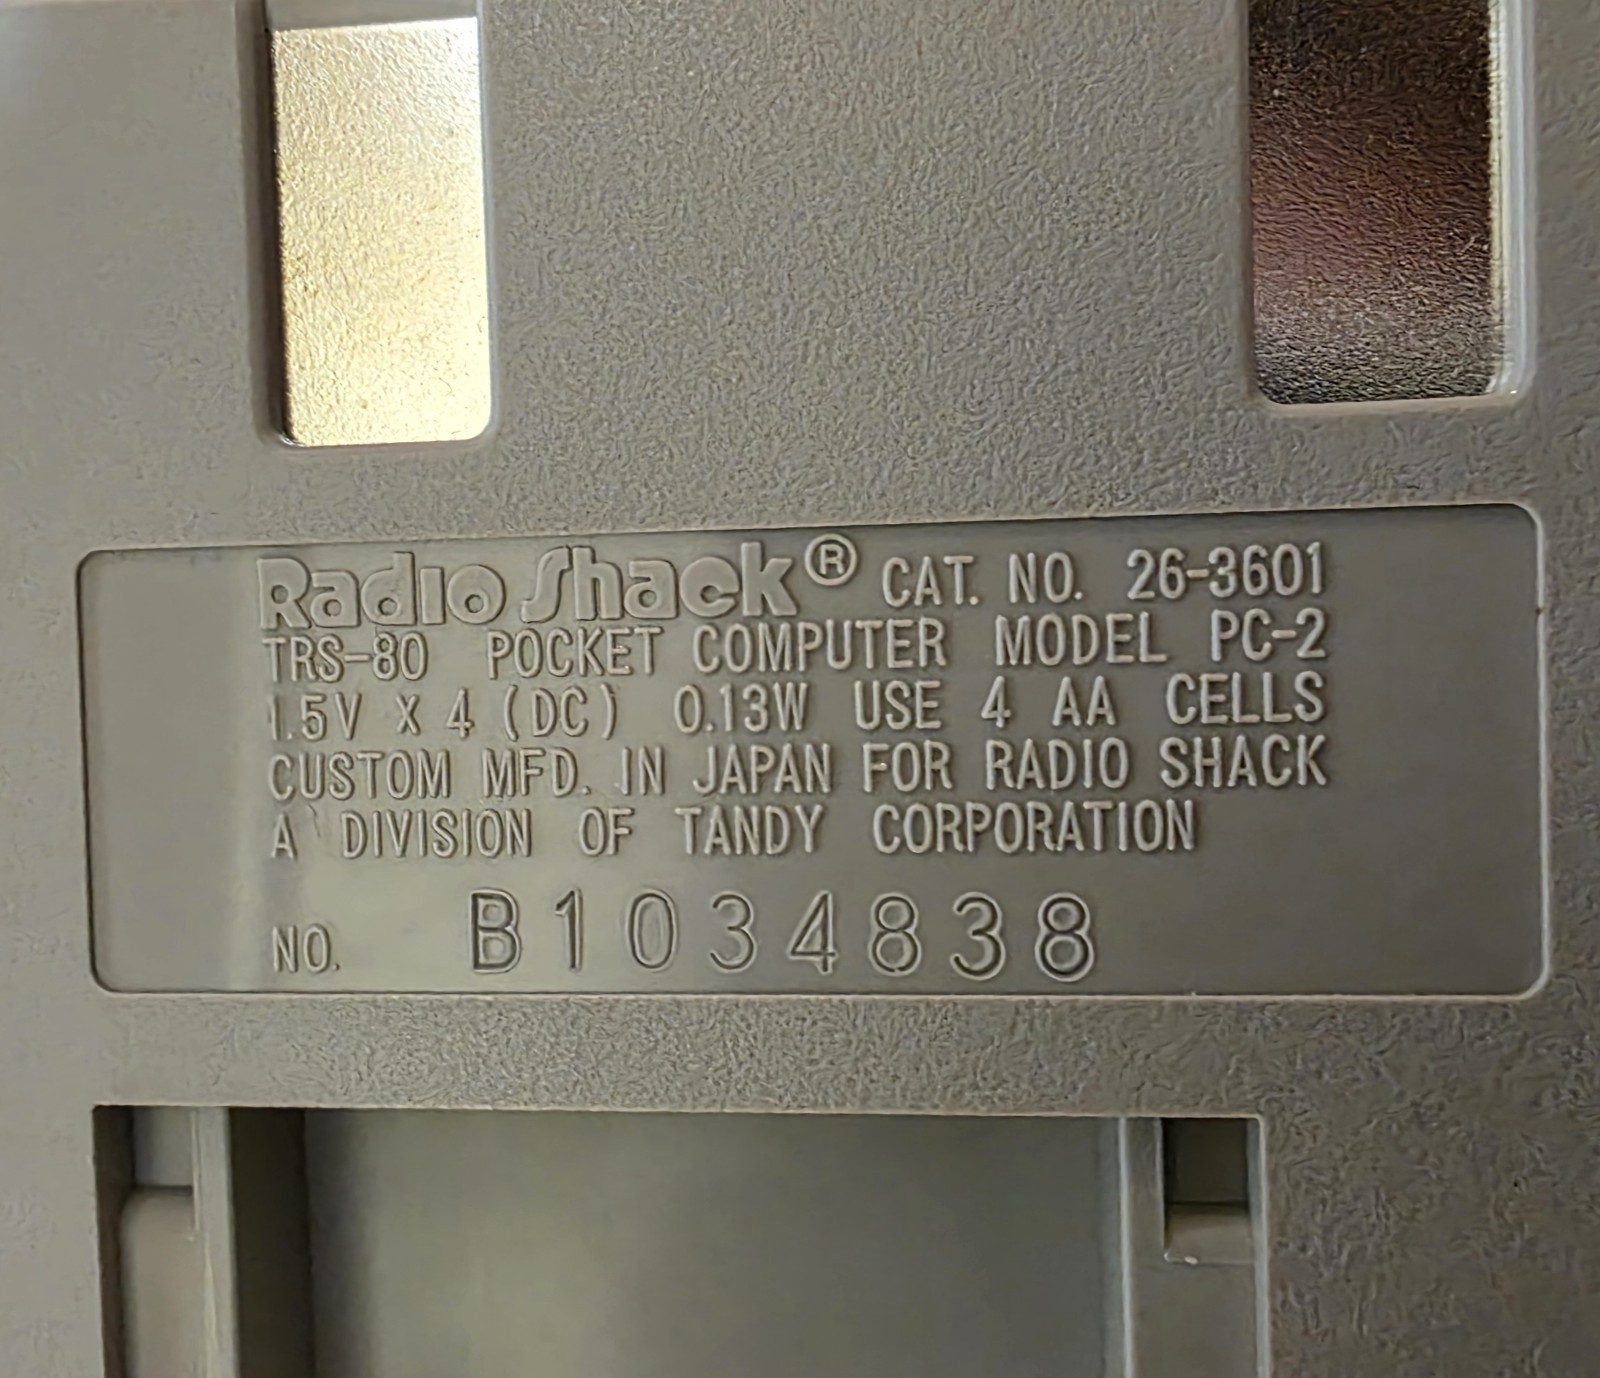 Radio Shack® CAT. NO. 26-3601
TRS-80 POCKET COMPUTER MODEL PC-2
1.5V X 4 (DC) 0.13W USE 4 AA CELLS
CUSTOM MFD. IN JAPAN FOR RADIO SHACK
A DIVISION OF TANDY CORPORATION
NO. B1034838